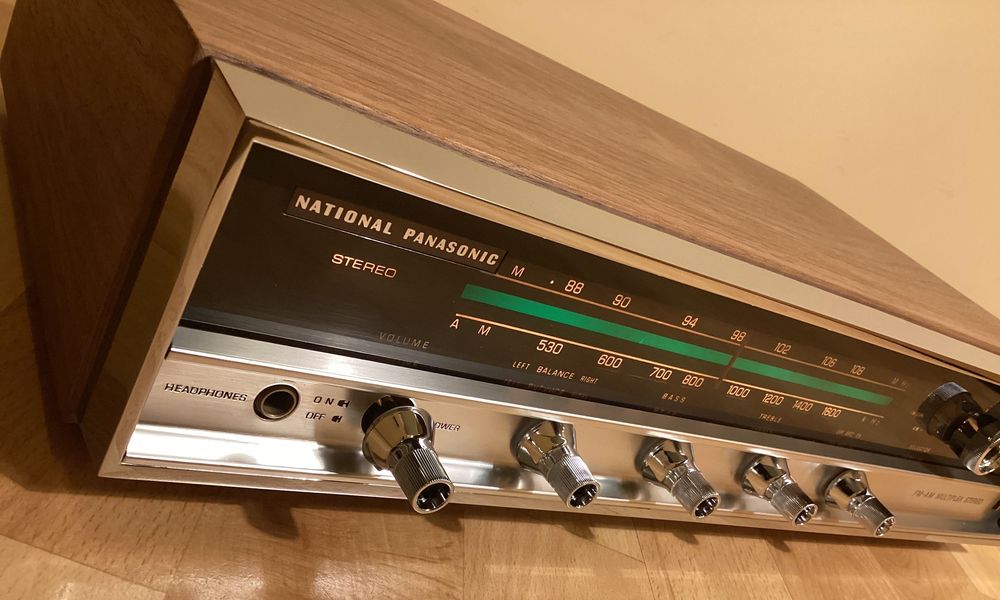 NATIONAL PANASONIC
STEREO
M 88 90 94 98 102 106 108
A M 530 600 700 800 1000 1200 1400 1600
VOLUME
LEFT BALANCE RIGHT
BASS
TREBLE
HEADPHONES
ON
OFF
OWER
FM-AM MULTIPLEX STEREO